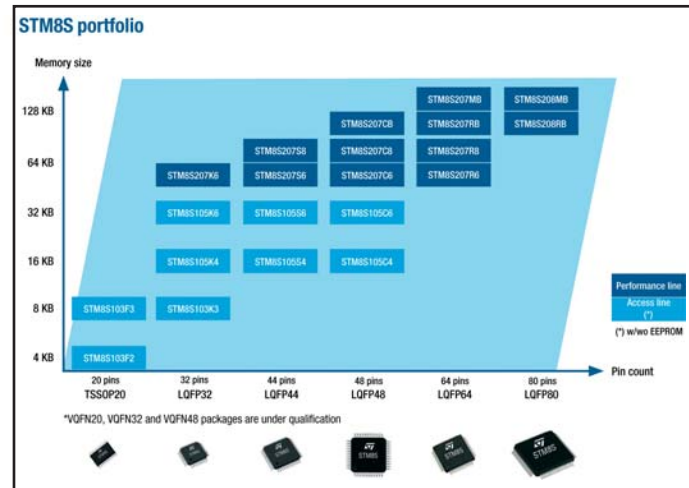 STM8S portfolio
Memory size
128 KB
64 KB
32 KB
16 KB
8 KB
4 KB
STM8S207MB STM8S208MB
STM8S207CB STM8S207RB STM8S208RB
STM8S207S8 STM8S207C8 STM8S207R8
STM8S207K6 STM8S207S6 STM8S207C6 STM8S207R6
STM8S105K6 STM8S105S6 STM8S105C6
STM8S105K4 STM8S105S4 STM8S105C4
STM8S103F3 STM8S103K3
STM8S103F2
Performance line
Access line
(*)
(*) w/wo EEPROM
20 pins 32 pins 44 pins 48 pins 64 pins 80 pins
TSSOP20 LQFP32 LQFP44 LQFP48 LQFP64 LQFP80
Pin count
*VQFN20, VQFN32 and VQFN48 packages are under qualification
STM8S
STM8S
STM8S